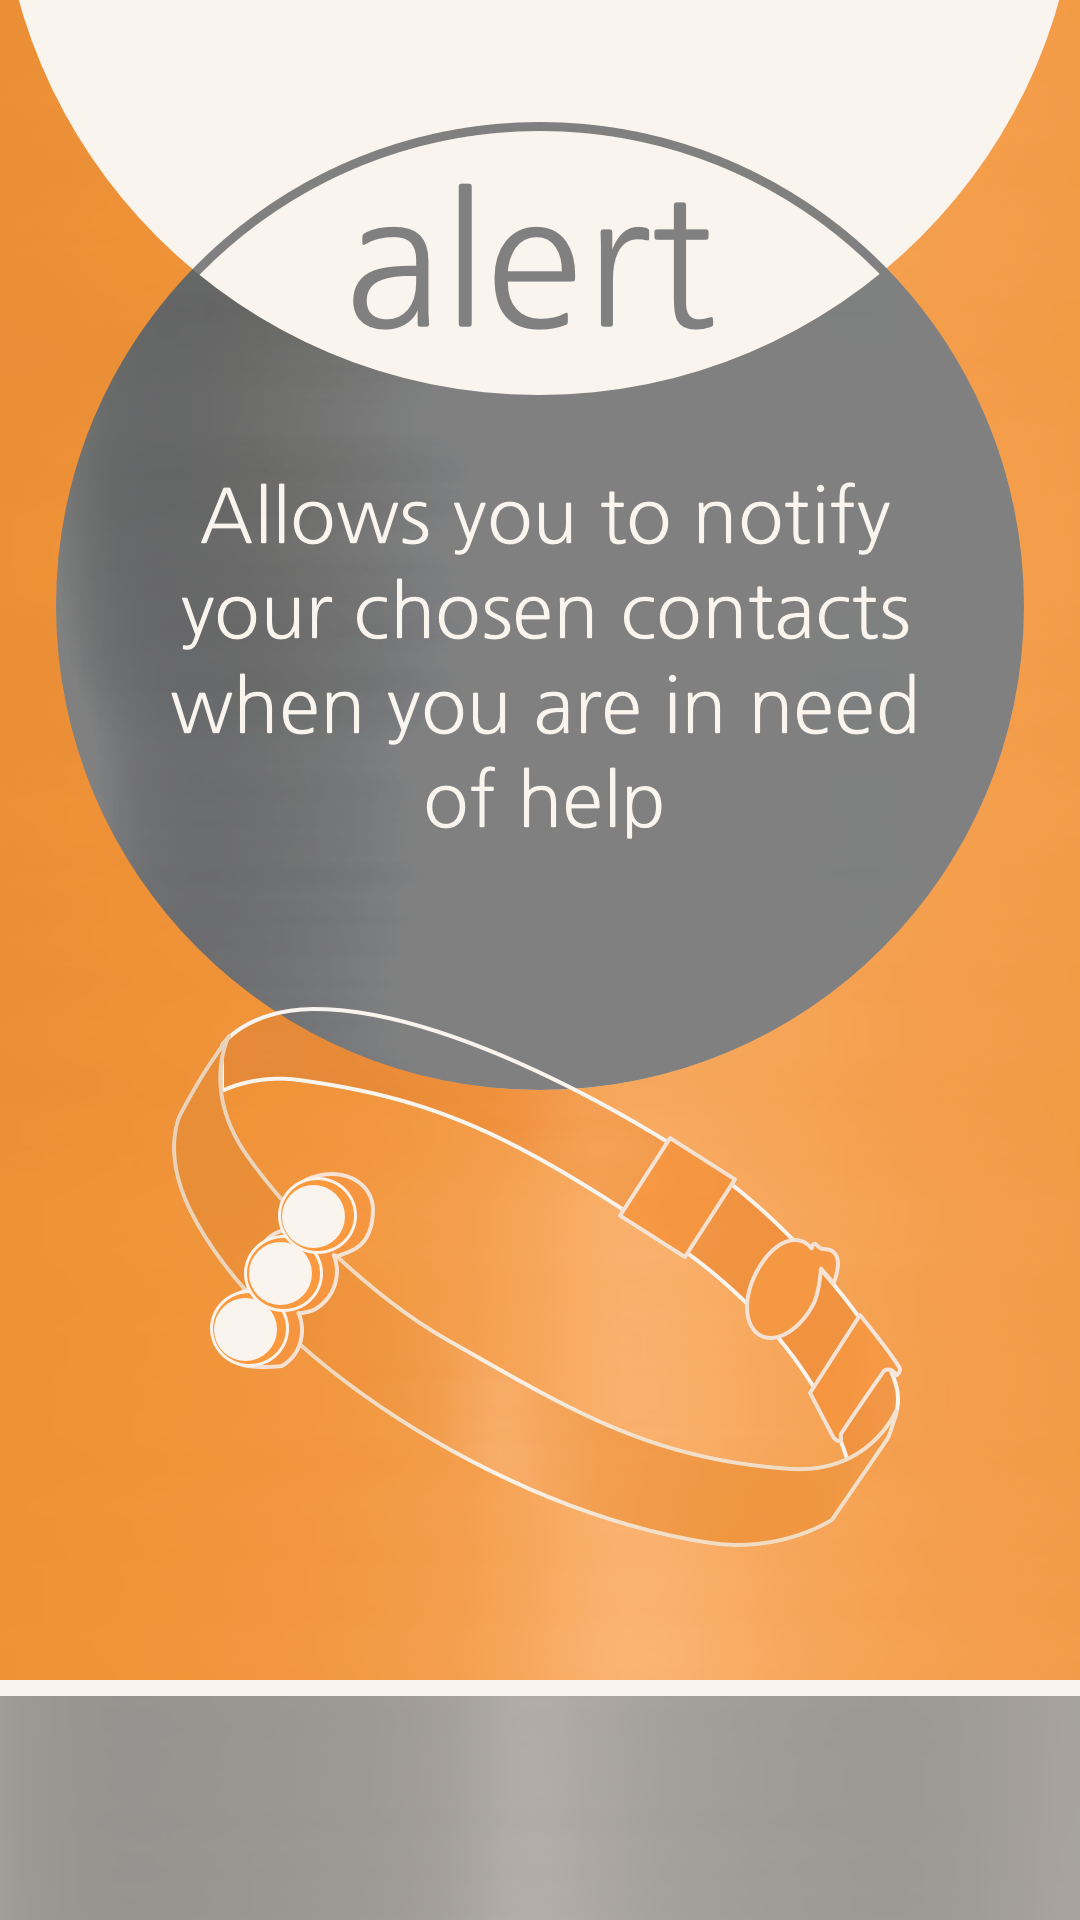 alert
Allows you to notify
your chosen contacts
when you are in need
of help